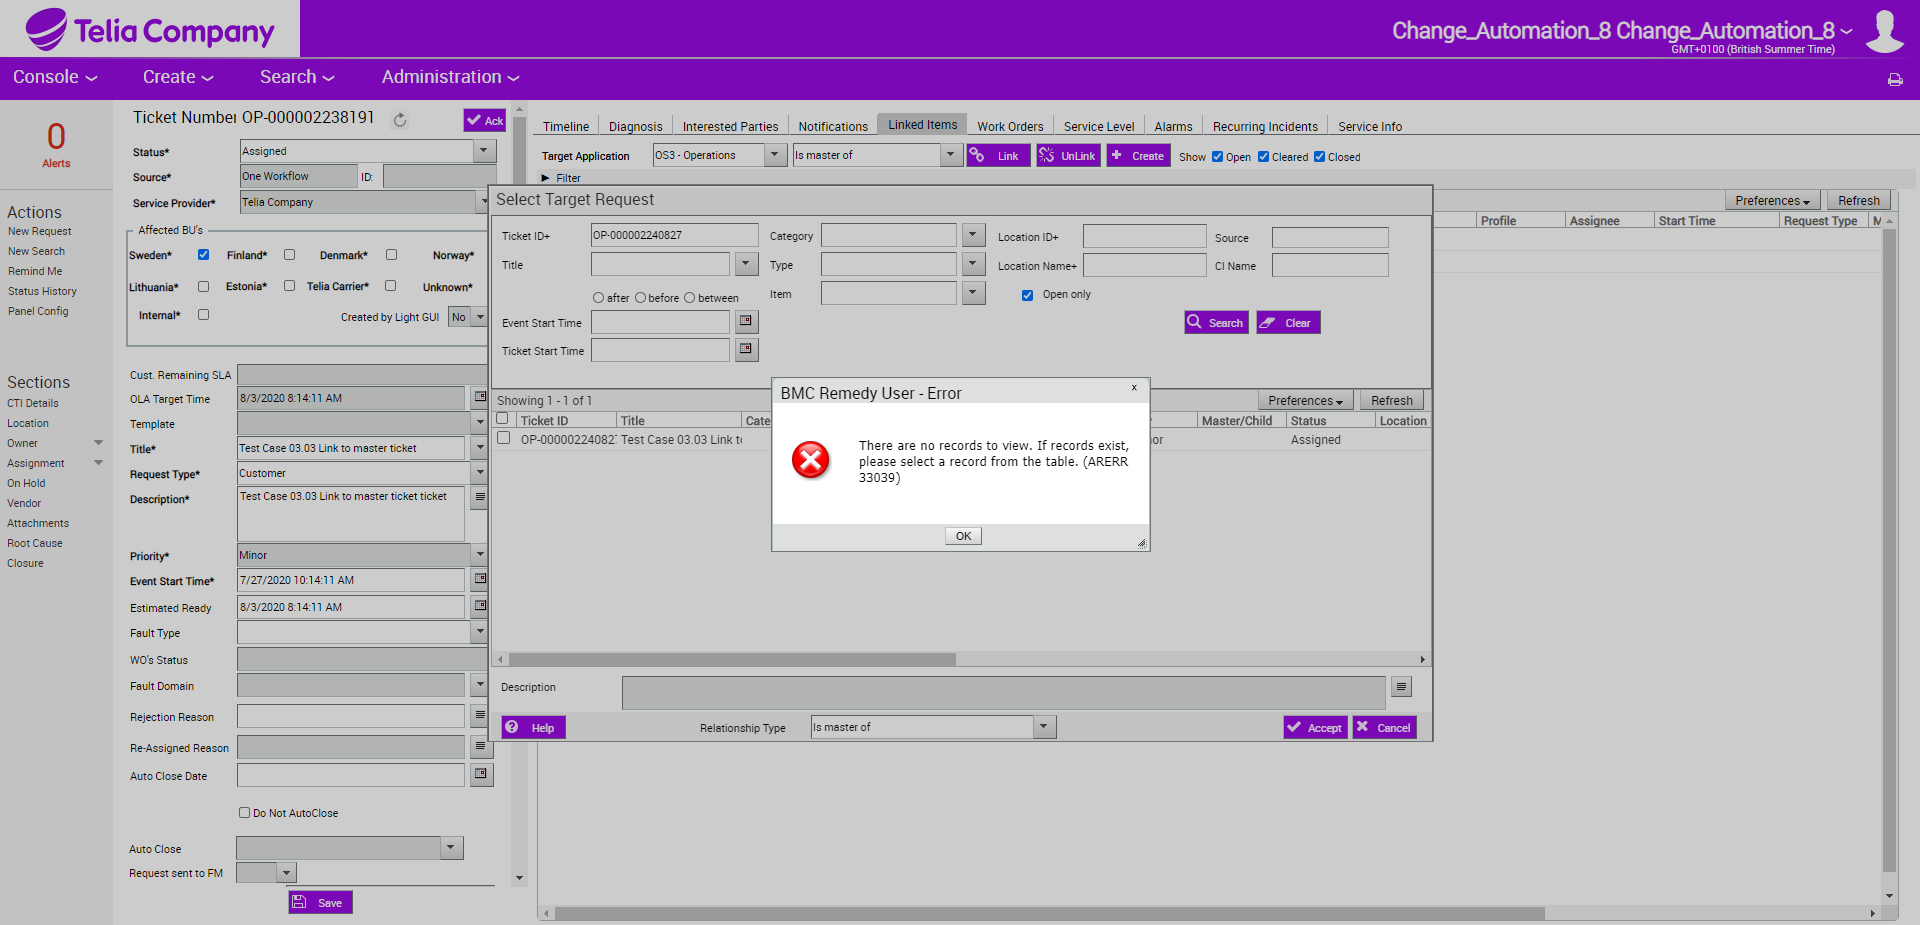 Telia Company
Change_Automation_8 Change_Automation_8
GMT+0100 (British Summer Time)
Console Create Search Administration
0
Alerts
Actions
New Request
New Search
Remind Me
Status History
Panel Config
Sections
CTI Details
Location
Owner
Assignment
On Hold
Vendor
Attachments
Root Cause
Closure
Ticket Number OP-000002238191 Ack
Status* Assigned
Source* One Workflow ID:
Service Provider* Telia Company
Affected BU's
Sweden* Finland* Denmark* Norway*
Lithuania* Estonia* Telia Carrier* Unknown*
Internal* Created by Light GUI No
Cust. Remaining SLA
OLA Target Time 8/3/2020 8:14:11 AM
Template
Title* Test Case 03.03 Link to master ticket
Request Type* Customer
Description* Test Case 03.03 Link to master ticket ticket
Priority* Minor
Event Start Time* 7/27/2020 10:14:11 AM
Estimated Ready 8/3/2020 8:14:11 AM
Fault Type
WO's Status
Fault Domain
Rejection Reason
Re-Assigned Reason
Auto Close Date
Do Not AutoClose
Auto Close
Request sent to FM
Save
Timeline Diagnosis Interested Parties Notifications Linked Items Work Orders Service Level Alarms Recurring Incidents Service Info
Target Application OS3 - Operations Is master of Link UnLink Create Show Open Cleared Closed
Filter
Preferences Refresh
Profile Assignee Start Time Request Type M
Select Target Request
Ticket ID+ OP-000002240827 Category Location ID+ Source
Title Type Location Name+ CI Name
after before between Item Open only
Event Start Time Search Clear
Ticket Start Time
Showing 1 - 1 of 1 Preferences Refresh
Ticket ID Title Cate Master/Child Status Location
OP-00000224082 Test Case 03.03 Link to nor Assigned
BMC Remedy User - Error x
There are no records to view. If records exist,
please select a record from the table. (ARERR
33039)
OK
Description
Help Relationship Type Is master of Accept Cancel